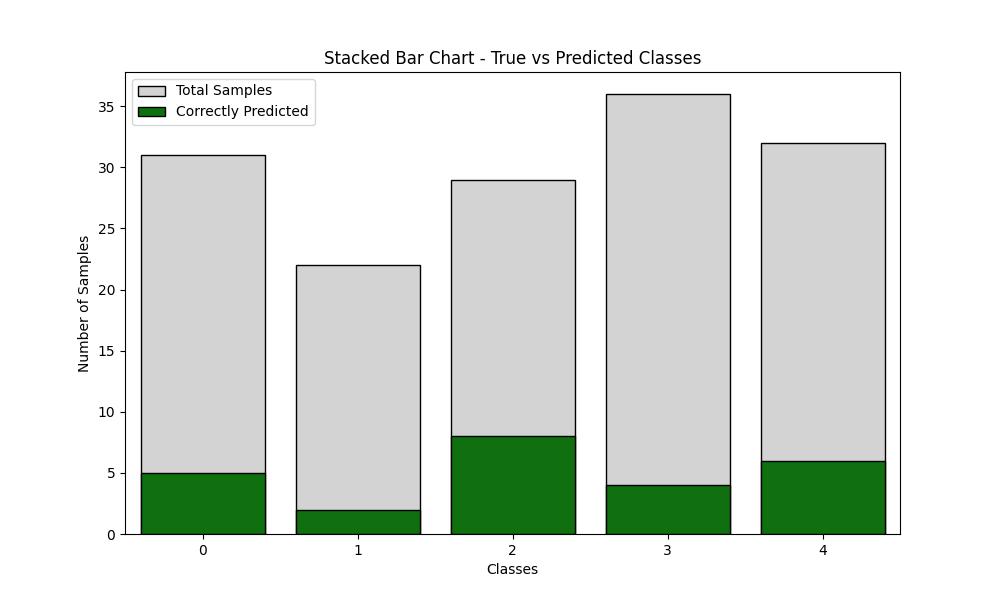 Stacked Bar Chart - True vs Predicted Classes
Total Samples
Correctly Predicted
Number of Samples
35
30
25
20
15
10
5
0
0 1 2 3 4
Classes